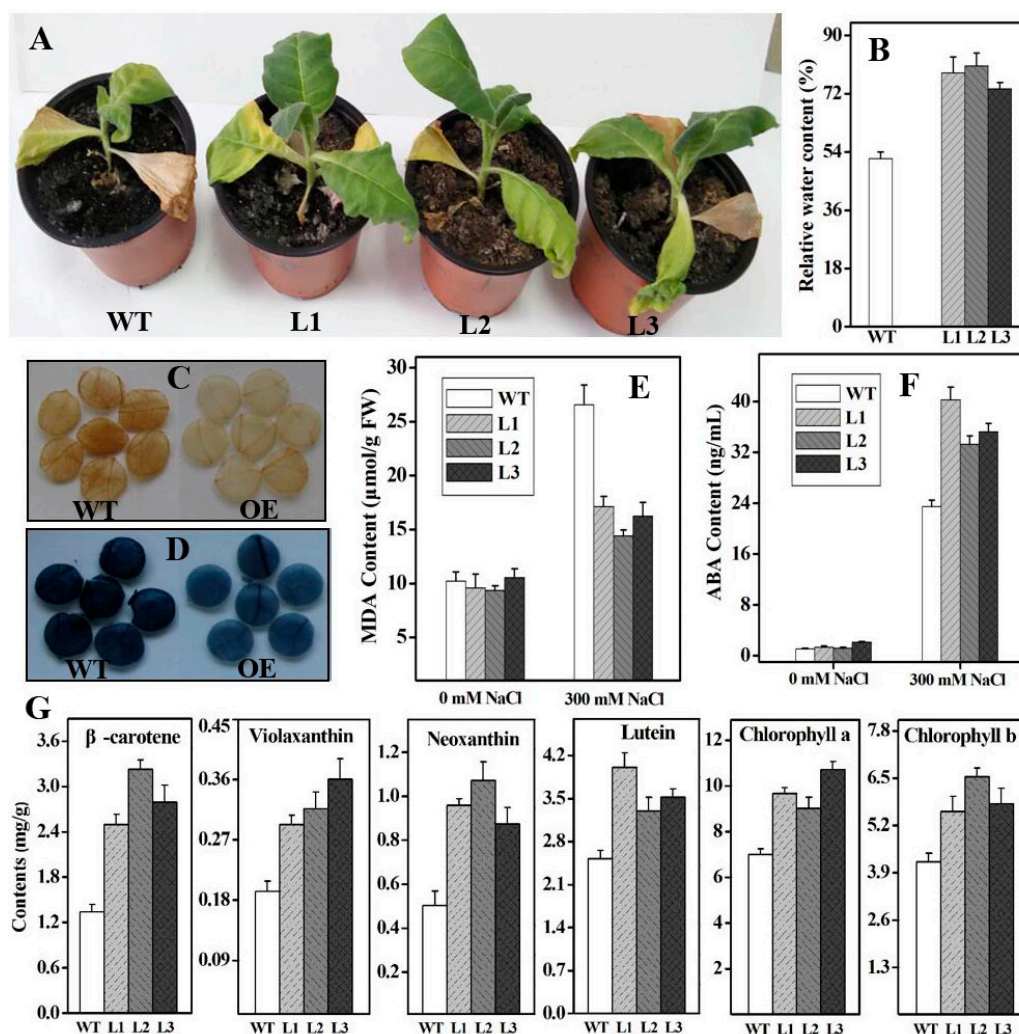 A
WT
L1
L2
L3
B
Relative water content (%)
90
72
54
36
18
0
WT
L1
L2
L3
C
WT
OE
D
WT
OE
E
MDA Content (µmol/g FW)
30
25
20
15
10
5
WT
L1
L2
L3
0 mM NaCl
300 mM NaCl
F
ABA Content (ng/mL)
40
32
24
16
8
0
WT
L1
L2
L3
0 mM NaCl
300 mM NaCl
G
Contents (mg/g)
β -carotene
3.6
3.0
2.4
1.8
1.2
0.6
0.0
WT L1 L2 L3
Violaxanthin
0.45
0.36
0.27
0.18
0.09
WT L1 L2 L3
Neoxanthin
1.2
1.0
0.8
0.6
0.4
0.2
WT L1 L2 L3
Lutein
4.2
3.5
2.8
2.1
1.4
0.7
0.0
WT L1 L2 L3
Chlorophyll a
12
10
8
6
4
2
WT L1 L2 L3
Chlorophyll b
7.8
6.5
5.2
3.9
2.6
1.3
WT L1 L2 L3